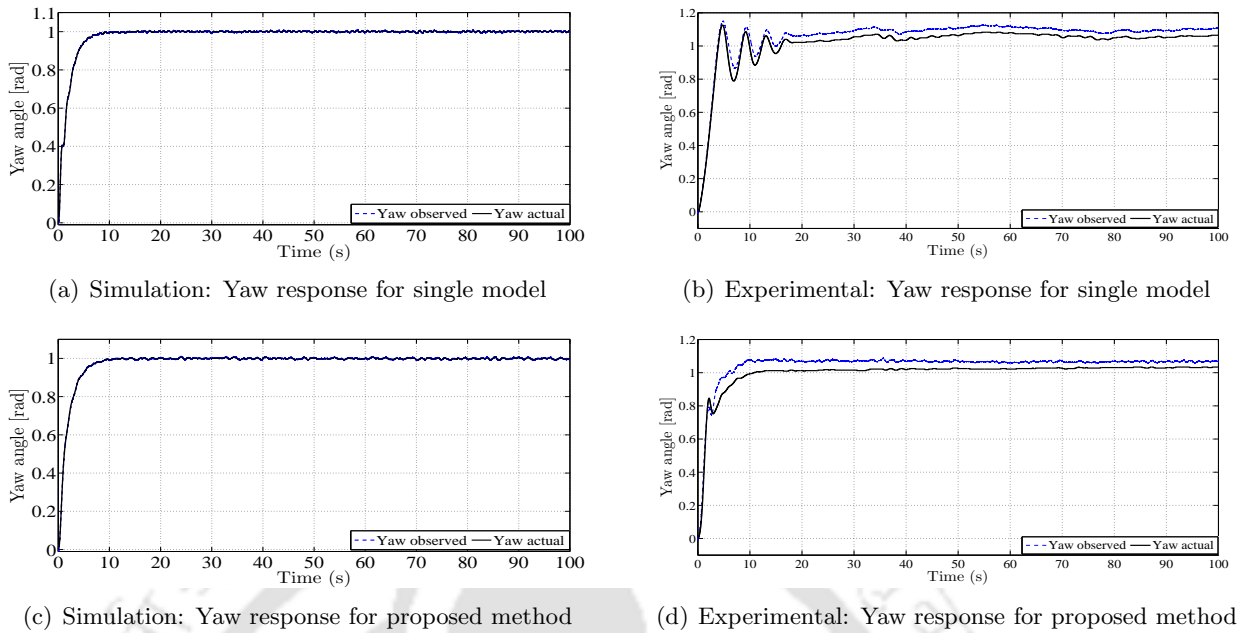 1.1
1
0.8
0.6
0.4
0.2
0
Yaw angle [rad]
Yaw observed Yaw actual
0 10 20 30 40 50 60 70 80 90 100
Time (s)
(a) Simulation: Yaw response for single model
1.2
1
0.8
0.6
0.4
0.2
0
Yaw angle [rad]
Yaw observed Yaw actual
0 10 20 30 40 50 60 70 80 90 100
Time (s)
(b) Experimental: Yaw response for single model
1
0.8
0.6
0.4
0.2
0
Yaw angle [rad]
Yaw observed Yaw actual
0 10 20 30 40 50 60 70 80 90 100
Time (s)
(c) Simulation: Yaw response for proposed method
1.2
1
0.8
0.6
0.4
0.2
0
Yaw angle [rad]
Yaw observed Yaw actual
0 10 20 30 40 50 60 70 80 90 100
Time (s)
(d) Experimental: Yaw response for proposed method